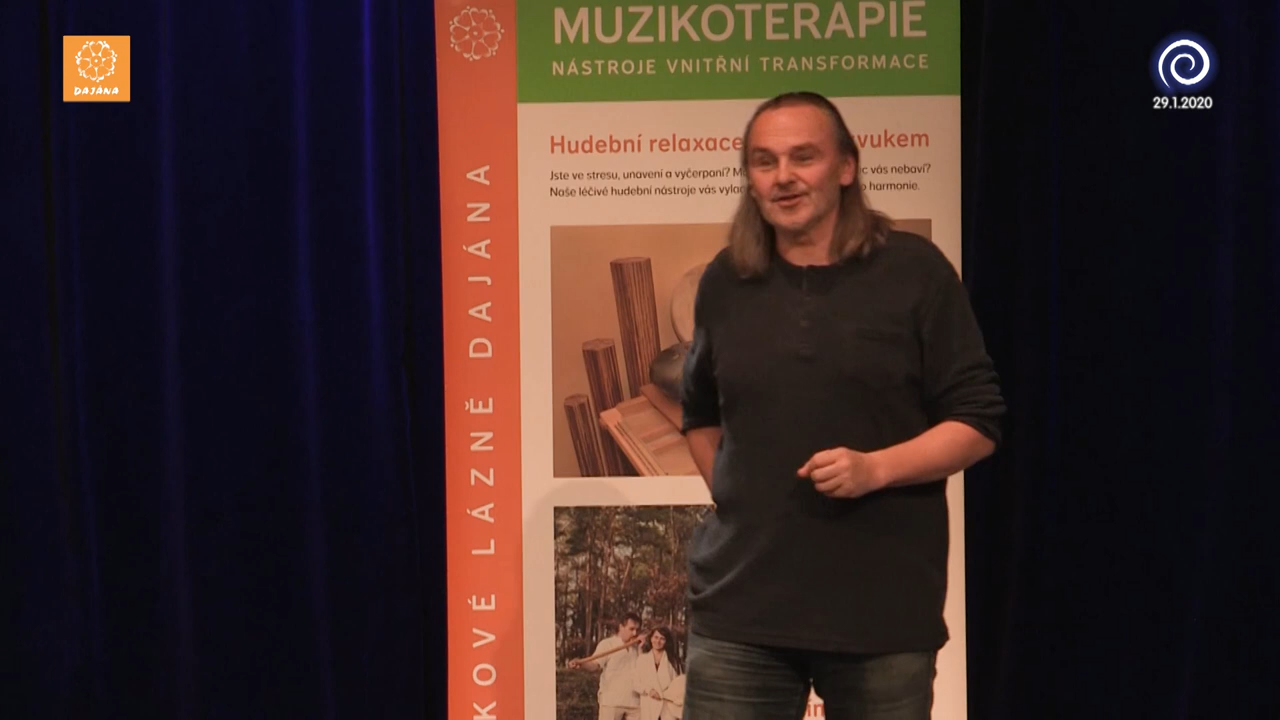 DAJÁNA
29.1.2020
MUZIKOTERAPIE
NÁSTROJE VNITŘNÍ TRANSFORMACE
Hudební relaxace vukem
Jste ve stresu, unavení a vyčerpaní? c vás nebaví?
Naše léčivé hudební nástroje vás o harmonie.
KOVÉ LÁZNĚ DAJÁNA